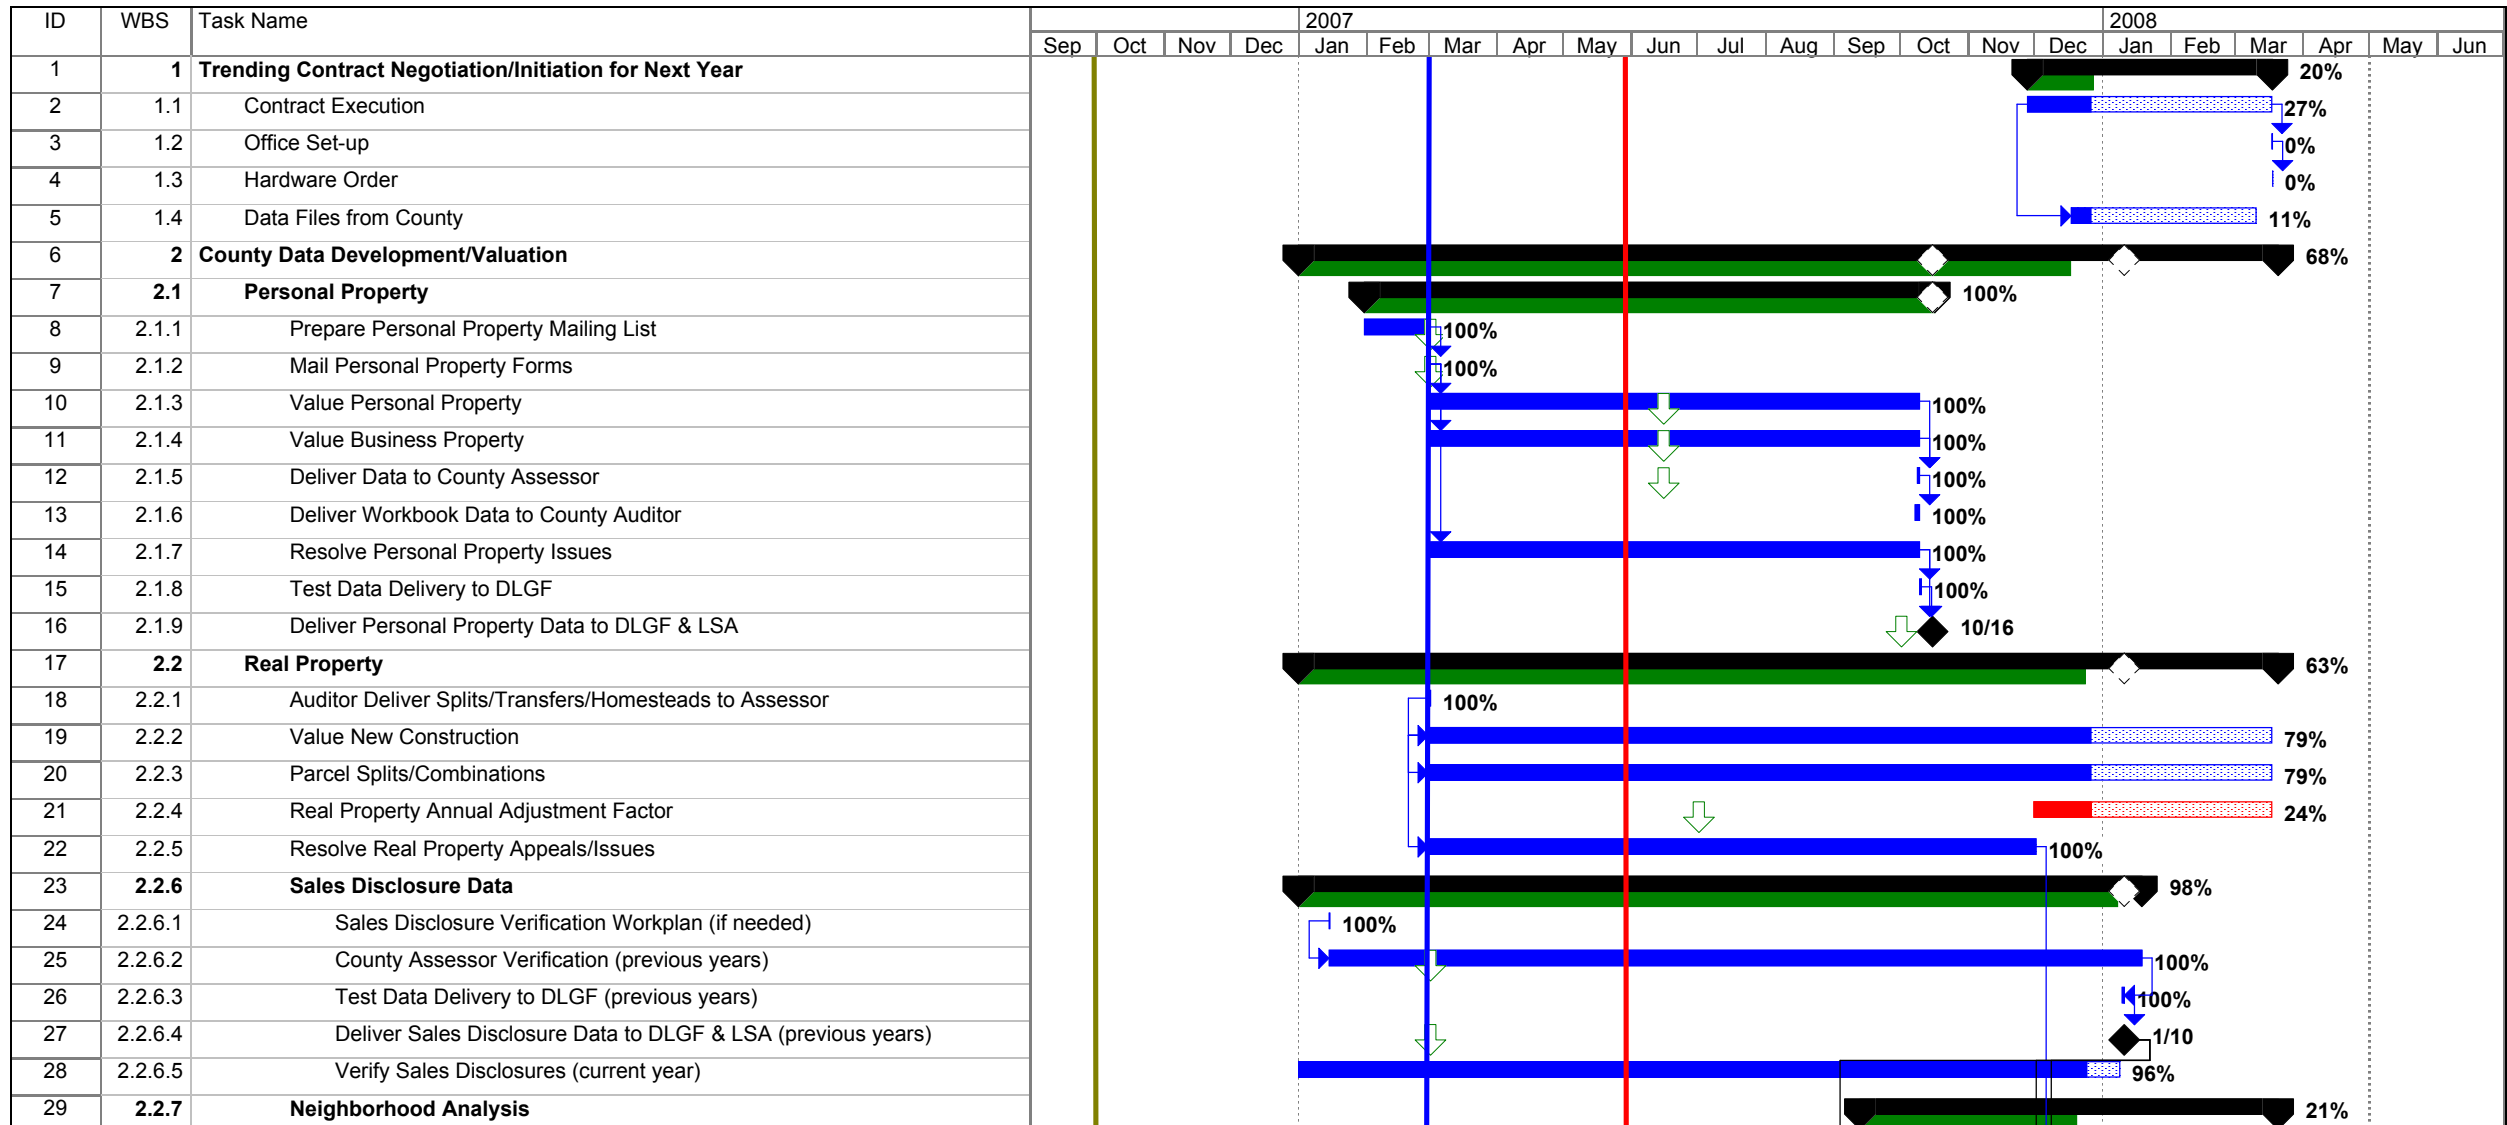 ID WBS Task Name 2007 2008
Sep Oct Nov Dec Jan Feb Mar Apr May Jun Jul Aug Sep Oct Nov Dec Jan Feb Mar Apr May Jun
1 1 Trending Contract Negotiation/Initiation for Next Year 20%
2 1.1 Contract Execution 27%
3 1.2 Office Set-up 0%
4 1.3 Hardware Order 0%
5 1.4 Data Files from County 11%
6 2 County Data Development/Valuation 68%
7 2.1 Personal Property 100%
8 2.1.1 Prepare Personal Property Mailing List 100%
9 2.1.2 Mail Personal Property Forms 100%
10 2.1.3 Value Personal Property 100%
11 2.1.4 Value Business Property 100%
12 2.1.5 Deliver Data to County Assessor 100%
13 2.1.6 Deliver Workbook Data to County Auditor 100%
14 2.1.7 Resolve Personal Property Issues 100%
15 2.1.8 Test Data Delivery to DLGF 100%
16 2.1.9 Deliver Personal Property Data to DLGF & LSA 10/16
17 2.2 Real Property 63%
18 2.2.1 Auditor Deliver Splits/Transfers/Homesteads to Assessor 100%
19 2.2.2 Value New Construction 79%
20 2.2.3 Parcel Splits/Combinations 79%
21 2.2.4 Real Property Annual Adjustment Factor 24%
22 2.2.5 Resolve Real Property Appeals/Issues 100%
23 2.2.6 Sales Disclosure Data 98%
24 2.2.6.1 Sales Disclosure Verification Workplan (if needed) 100%
25 2.2.6.2 County Assessor Verification (previous years) 100%
26 2.2.6.3 Test Data Delivery to DLGF (previous years) 100%
27 2.2.6.4 Deliver Sales Disclosure Data to DLGF & LSA (previous years) 1/10
28 2.2.6.5 Verify Sales Disclosures (current year) 96%
29 2.2.7 Neighborhood Analysis 21%